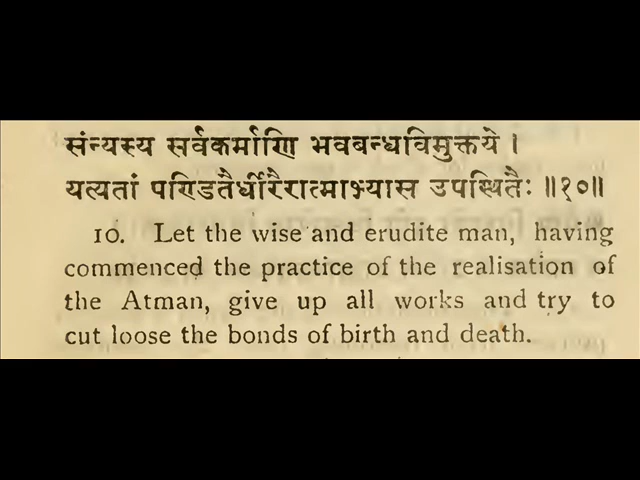 संन्यस्य सर्वकर्माणि भवबन्धविमुक्तये ।
यत्यतां पण्डितैर्धीरैरात्माभ्यास उपस्थितैः ॥१०॥
10. Let the wise and erudite man, having
commenced the practice of the realisation of
the Atman, give up all works and try to
cut loose the bonds of birth and death.